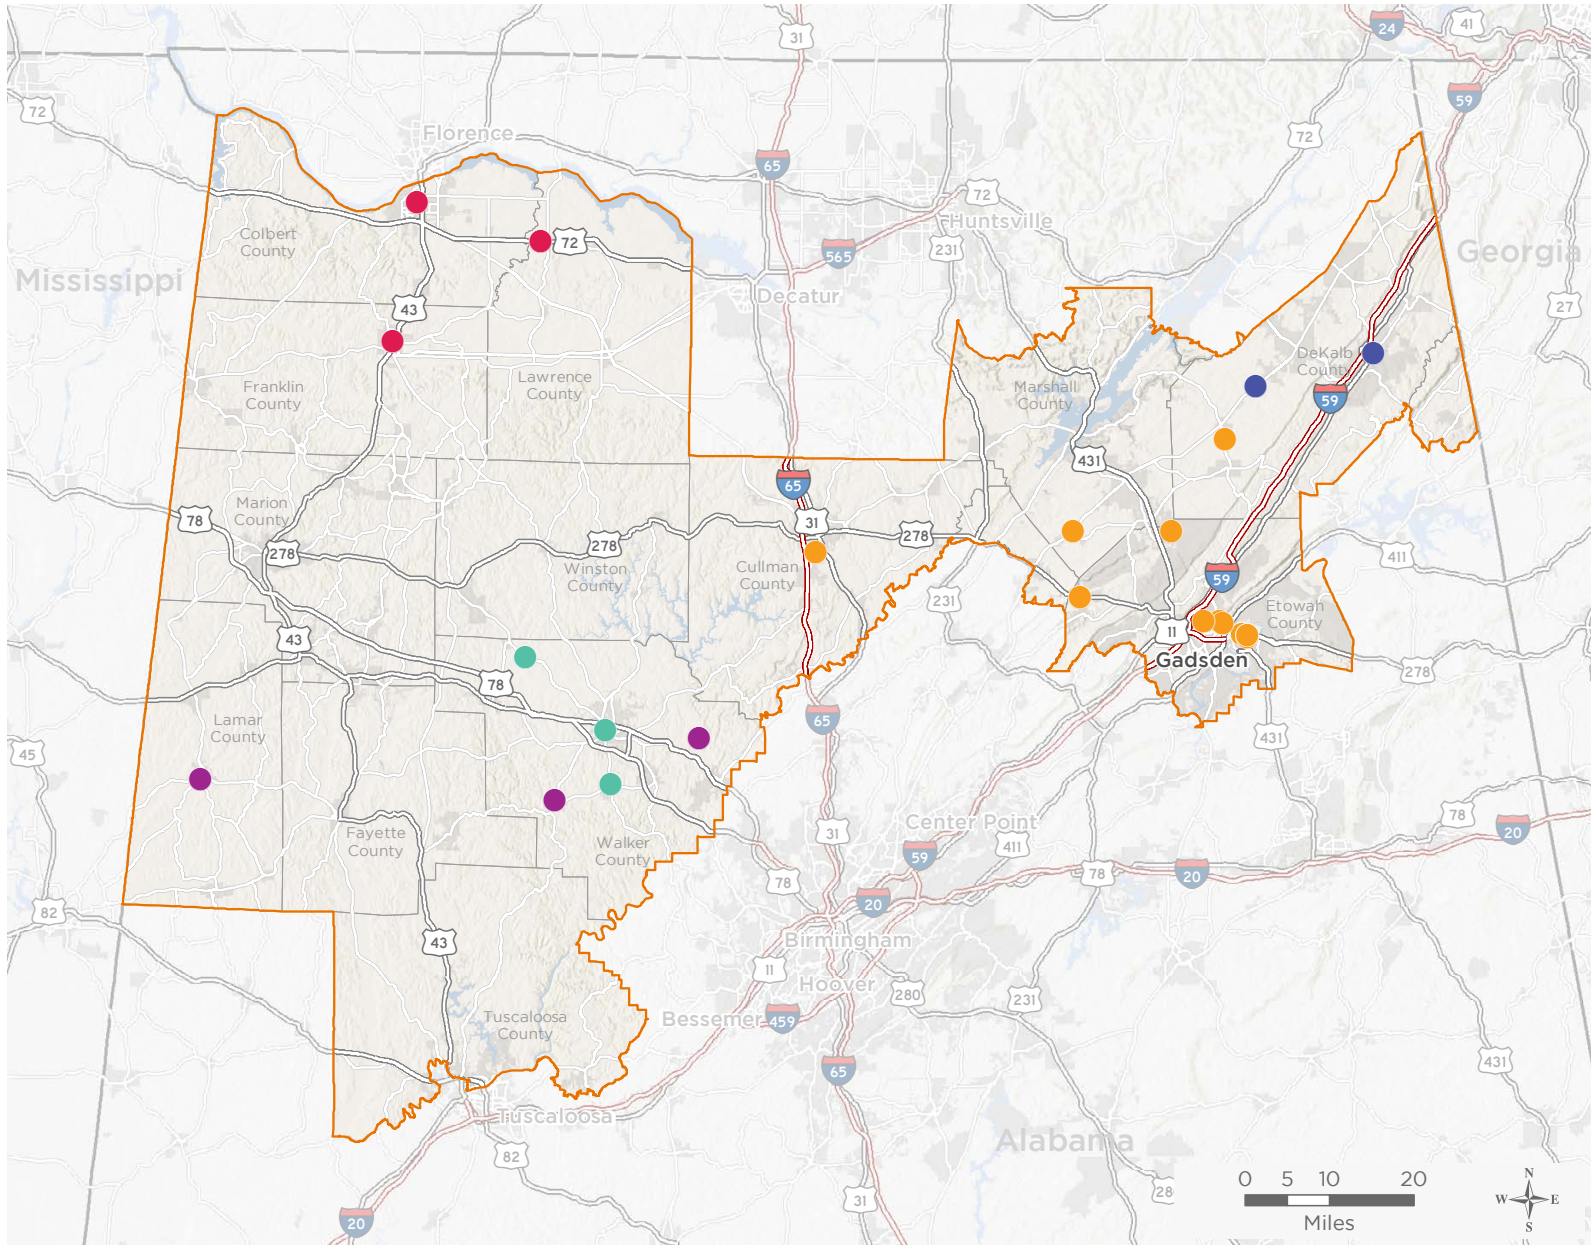 31
24
41
59
72
Florence
72
65
72
Huntsville
231
Colbert
County
72
565
Georgia
Mississippi
Decatur
43
27
Franklin
County
Lawrence
County
Marshall
County
DeKalb
County
59
431
65
Marion
County
78
31
278
278
278
Winston
County
Cullman
County
411
59
231
Etowah
County
43
11
Gadsden
278
78
Lamar
County
65
431
45
Fayette
County
Walker
County
31
Center Point
411
78
20
59
78
20
78
20
82
43
Birmingham
11
Hoover
280
231
Tuscaloosa
County
Bessemer
459
65
431
Tuscaloosa
Alabama
82
28
31
20
0 5 10 20
Miles
N
W E
S